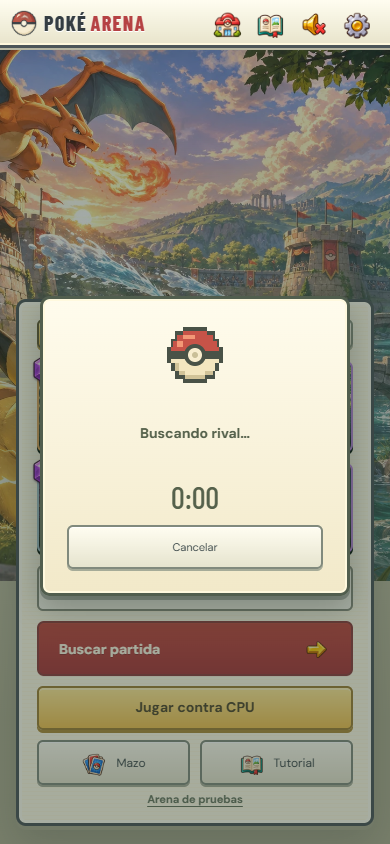 POKÉ ARENA
Buscando rival...
0:00
Cancelar
Buscar partida
Jugar contra CPU
Mazo
Tutorial
Arena de pruebas